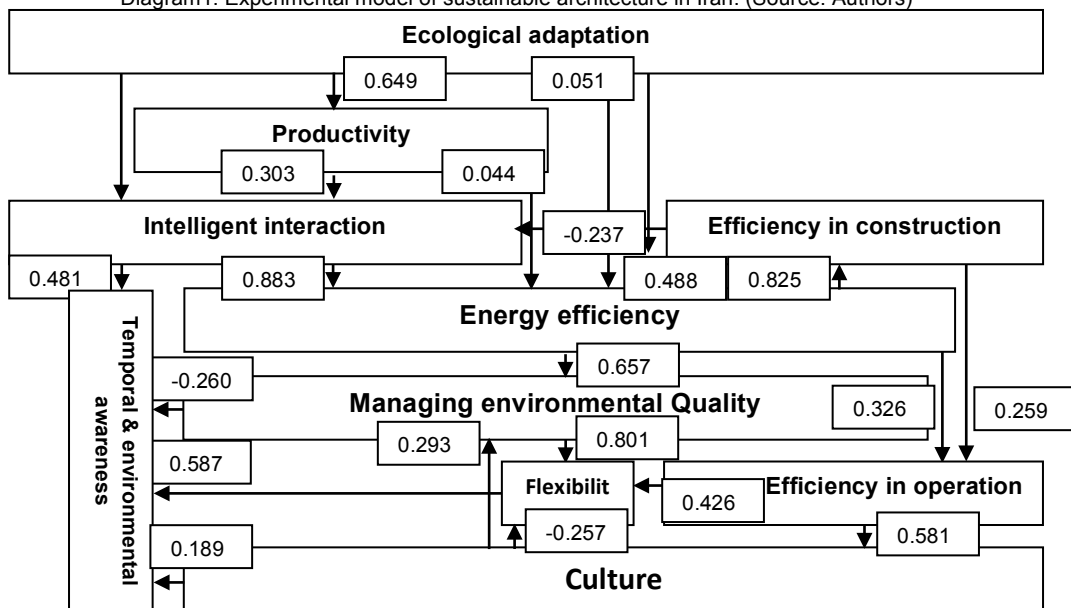 Diagram1. Experimental model of sustainable architecture in Iran. (Source: Authors)
Ecological adaptation
0.649
0.051
Productivity
0.303
0.044
Intelligent interaction
-0.237
Efficiency in construction
0.481
0.883
0.488
0.825
Energy efficiency
Temporal & environmental
awareness
-0.260
0.657
Managing environmental Quality
0.326
0.259
0.293
0.801
0.587
Flexibilit
0.426
Efficiency in operation
-0.257
0.581
0.189
Culture